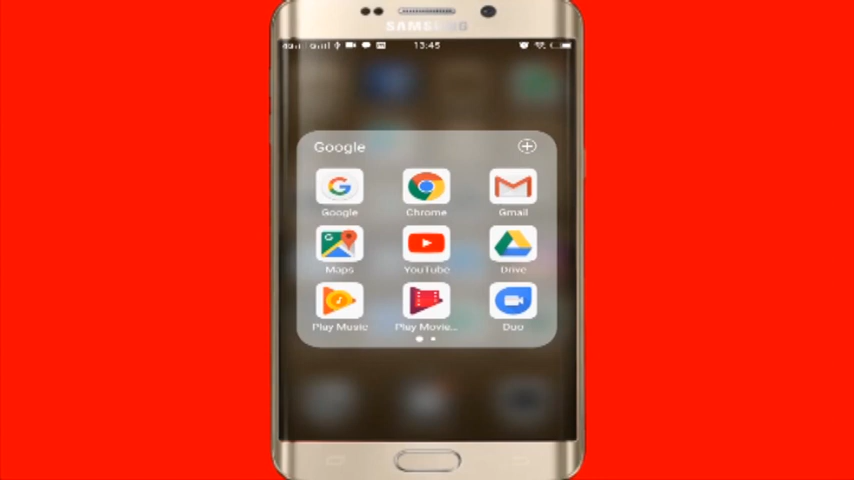 SAMSUNG
13:45
Google
Google Chrome Gmail
Maps YouTube Drive
Play Music Play Movie... Duo